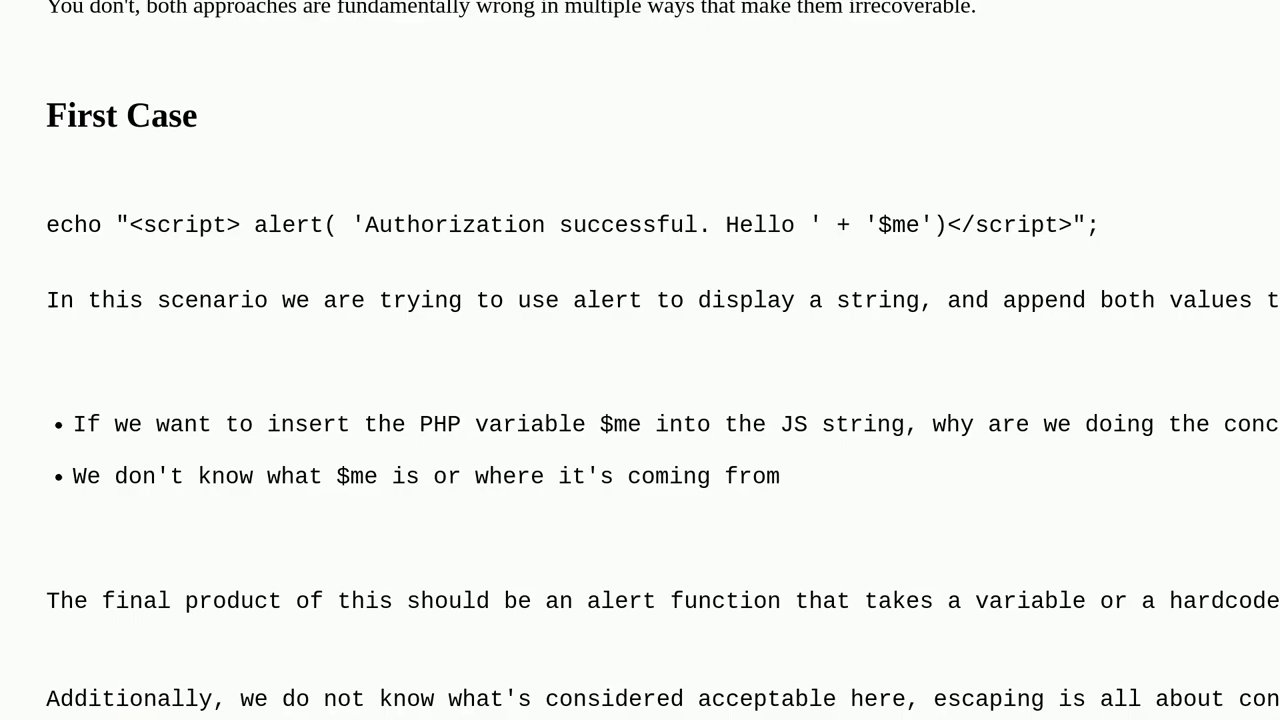 You don't, both approaches are fundamentally wrong in multiple ways that make them irrecoverable.
First Case
echo "<script> alert( 'Authorization successful. Hello ' + '$me')</script>";
In this scenario we are trying to use alert to display a string, and append both values t
• If we want to insert the PHP variable $me into the JS string, why are we doing the conc
• We don't know what $me is or where it's coming from
The final product of this should be an alert function that takes a variable or a hardcode
Additionally, we do not know what's considered acceptable here, escaping is all about con